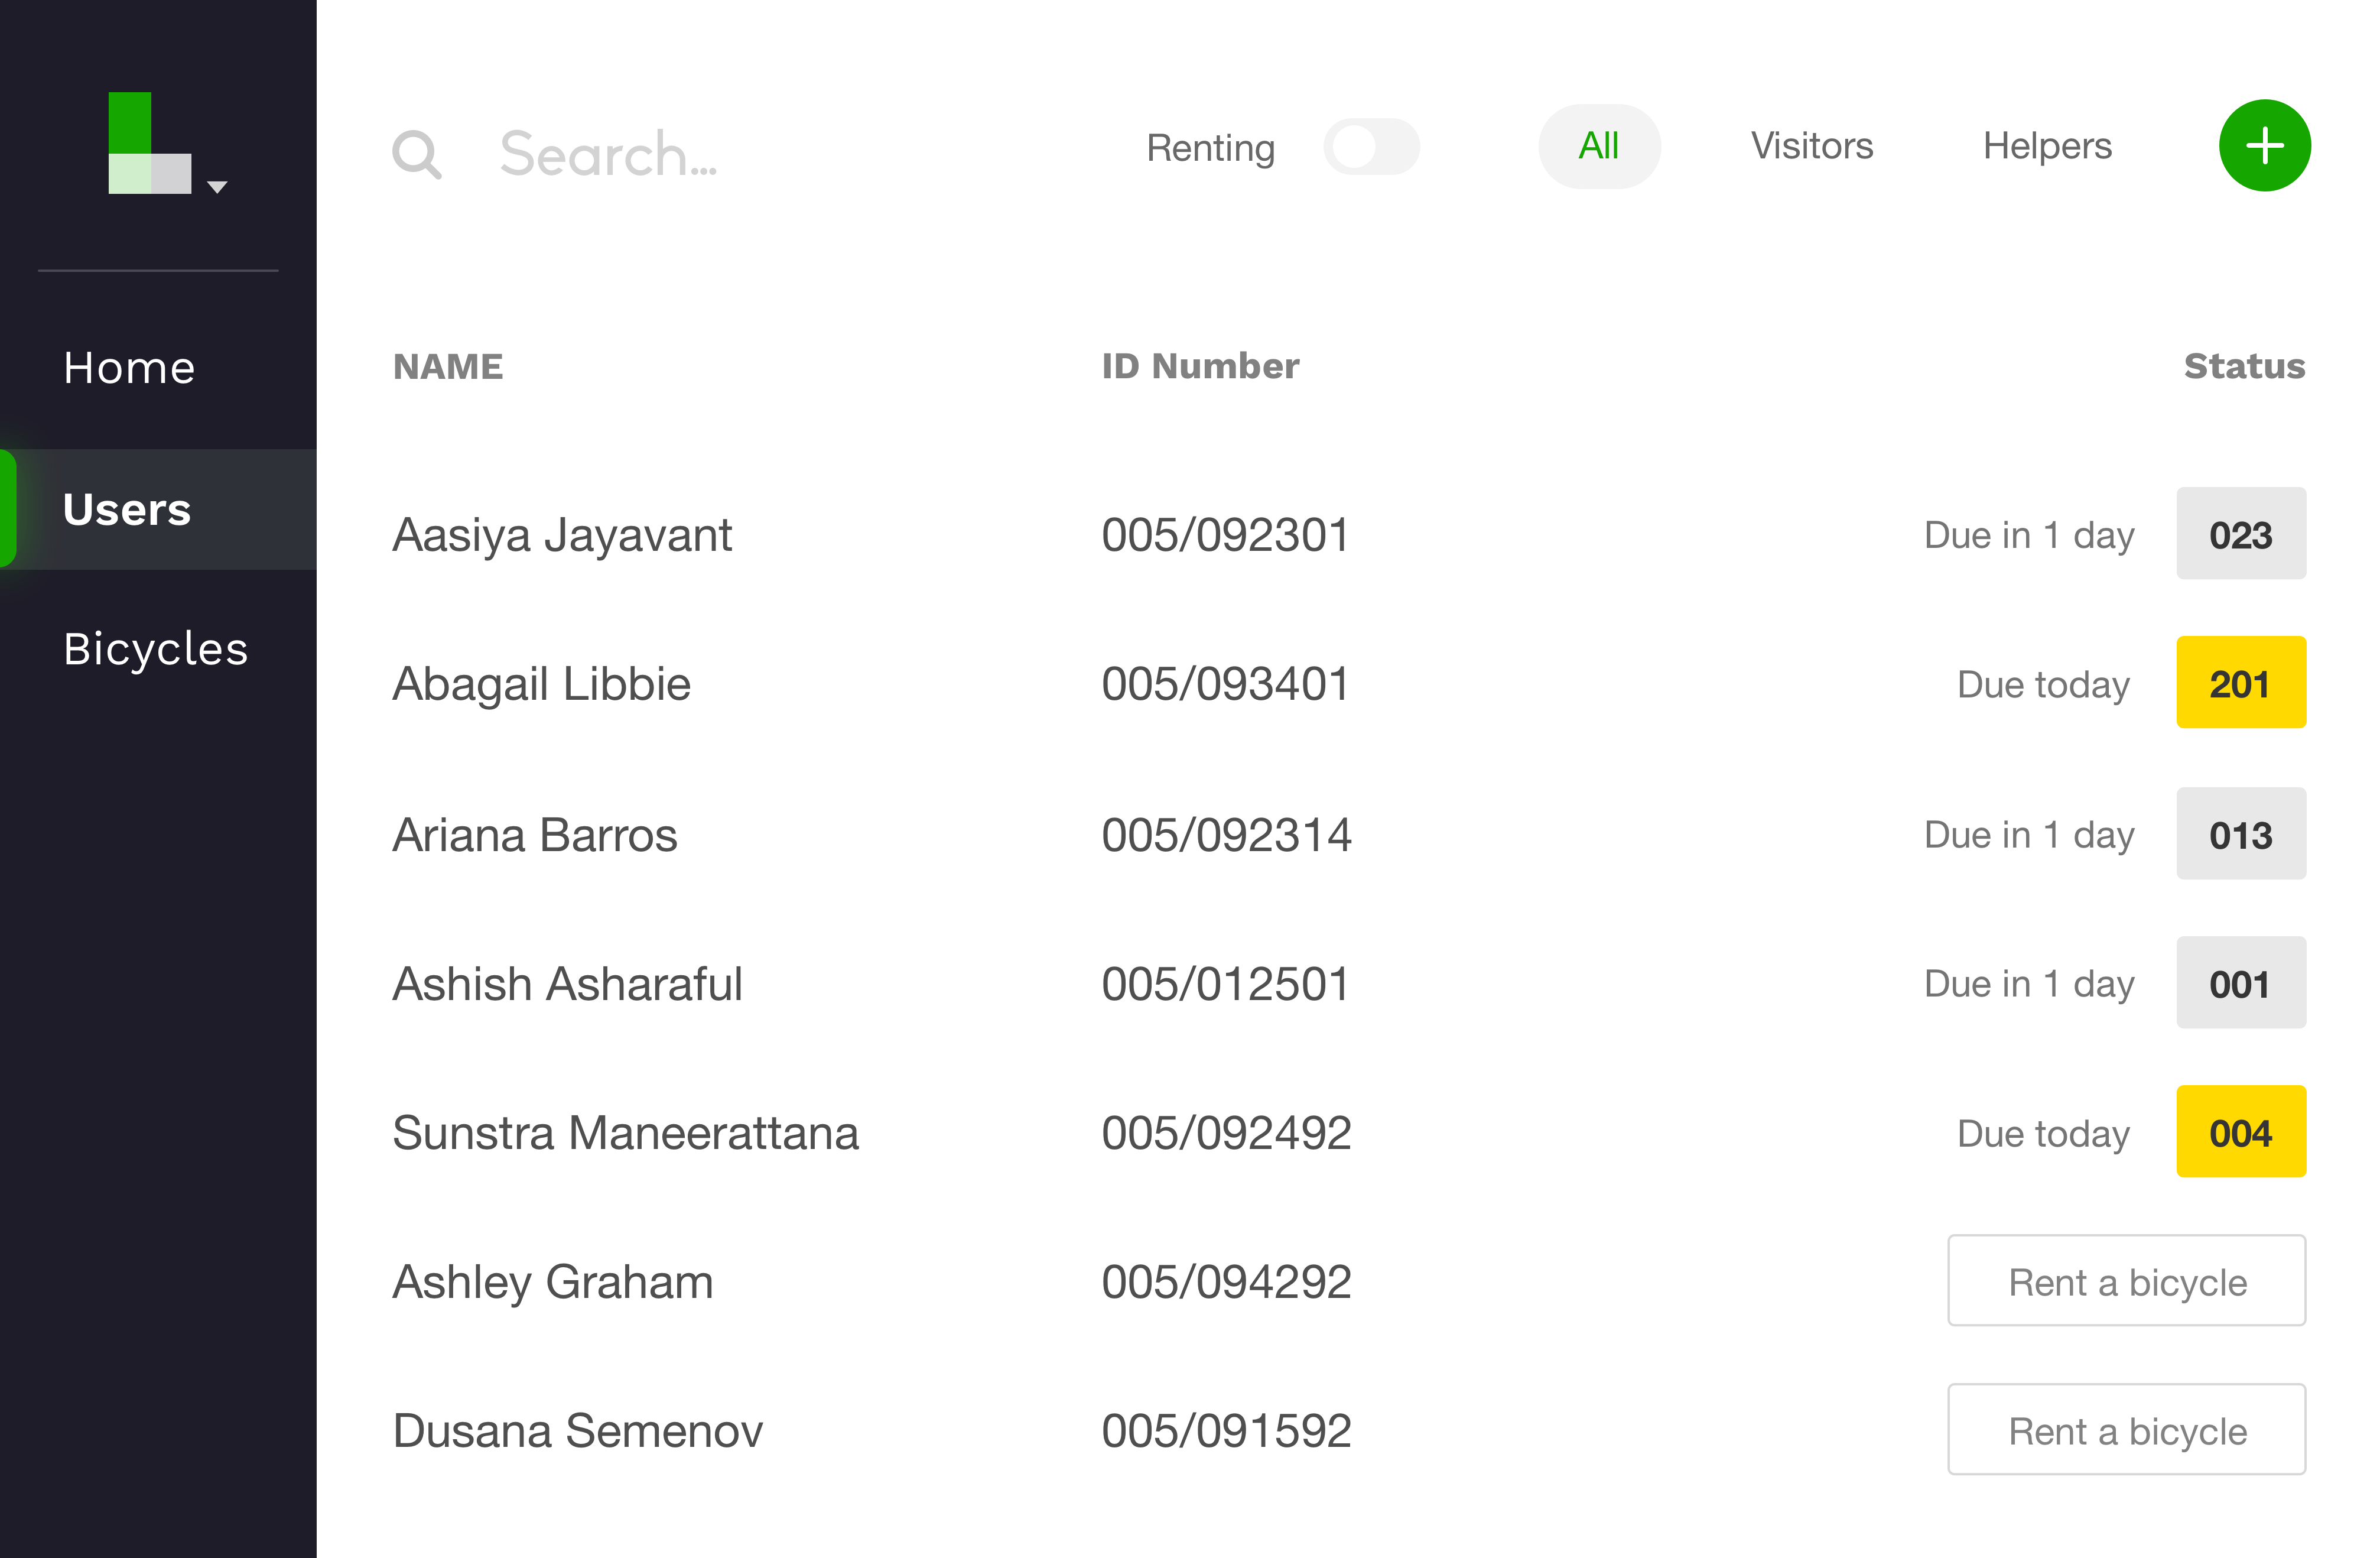 Search...
Renting
All
Visitors
Helpers
Home
Users
Bicycles
NAME ID Number Status
Aasiya Jayavant 005/092301 Due in 1 day 023
Abagail Libbie 005/093401 Due today 201
Ariana Barros 005/092314 Due in 1 day 013
Ashish Asharaful 005/012501 Due in 1 day 001
Sunstra Maneerattana 005/092492 Due today 004
Ashley Graham 005/094292 Rent a bicycle
Dusana Semenov 005/091592 Rent a bicycle